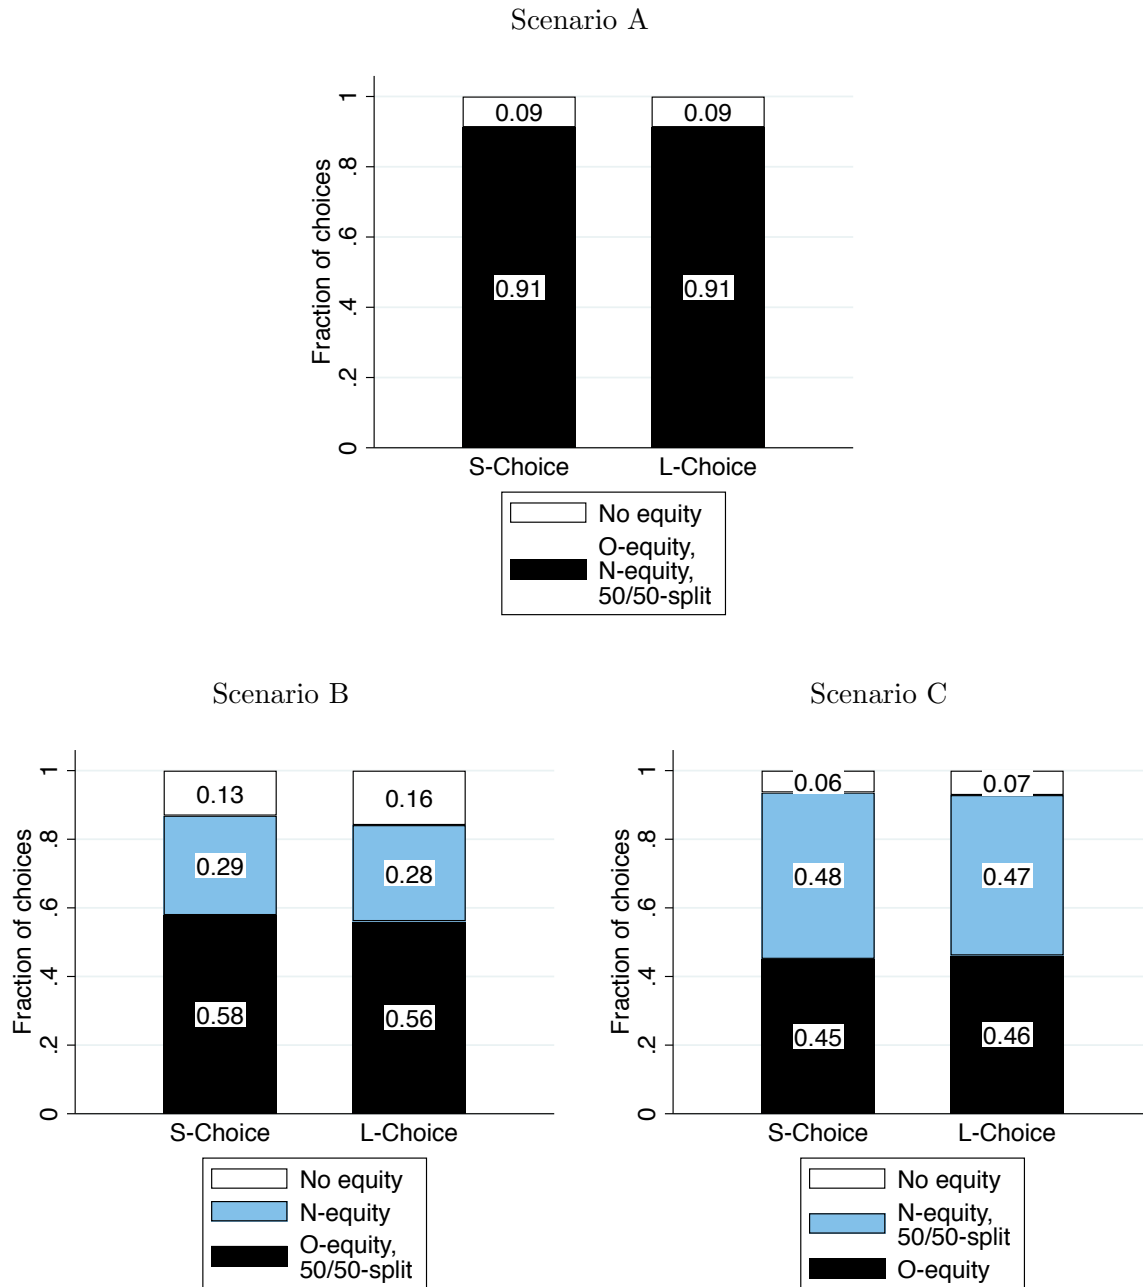 Scenario A
Fraction of choices
1
.8
.6
.4
.2
0
0.09
0.09
0.91
0.91
S-Choice
L-Choice
No equity
O-equity,
N-equity,
50/50-split
Scenario B
Fraction of choices
1
.8
.6
.4
.2
0
0.13
0.16
0.29
0.28
0.58
0.56
S-Choice
L-Choice
No equity
N-equity
O-equity,
50/50-split
Scenario C
Fraction of choices
1
.8
.6
.4
.2
0
0.06
0.07
0.48
0.47
0.45
0.46
S-Choice
L-Choice
No equity
N-equity,
50/50-split
O-equity